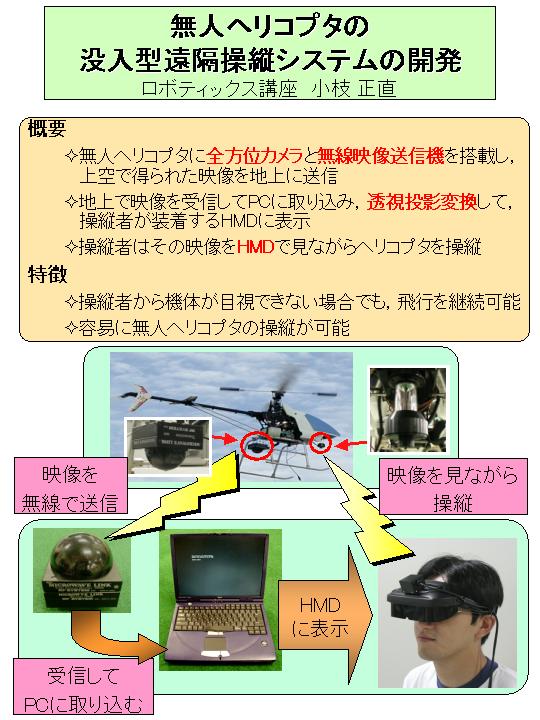 無人ヘリコプタの
没入型遠隔操縦システムの開発
ロボティックス講座 小枝 正直
概要
✧無人ヘリコプタに全方位カメラと無線映像送信機を搭載し，
上空で得られた映像を地上に送信
✧地上で映像を受信してPCに取り込み，透視投影変換して，
操縦者が装着するHMDに表示
✧操縦者はその映像をHMDで見ながらヘリコプタを操縦
特徴
✧操縦者から機体が目視できない場合でも，飛行を継続可能
✧容易に無人ヘリコプタの操縦が可能
映像を
無線で送信
映像を見ながら
操縦
MICROWAVE LINK
HMD
に表示
受信して
PCに取り込む